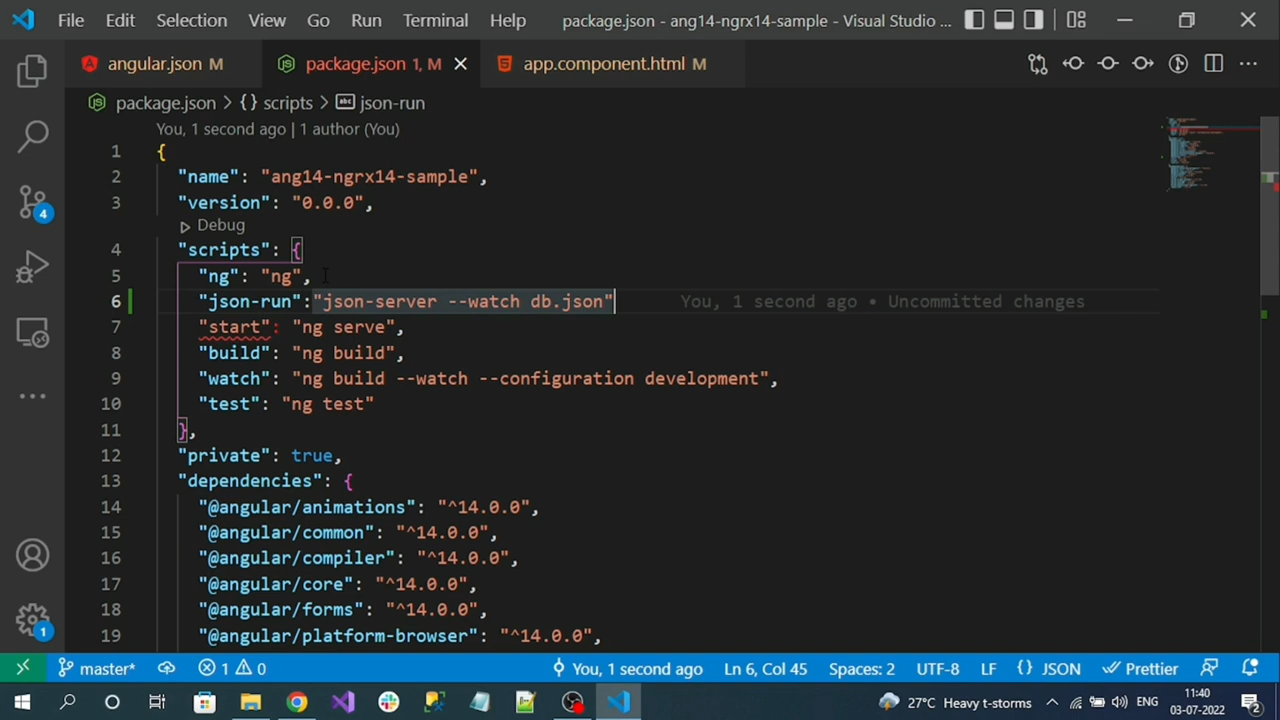 File Edit Selection View Go Run Terminal Help package.json - ang14-ngrx14-sample - Visual Studio ...
angular.json M package.json 1, M app.component.html M
package.json > {} scripts > abc json-run
You, 1 second ago | 1 author (You)
1 {
2 "name": "ang14-ngrx14-sample",
3 "version": "0.0.0",
Debug
4 "scripts": {
5 "ng": "ng",
6 "json-run":"json-server --watch db.json" You, 1 second ago • Uncommitted changes
7 "start": "ng serve",
8 "build": "ng build",
9 "watch": "ng build --watch --configuration development",
10 "test": "ng test"
11 },
12 "private": true,
13 "dependencies": {
14 "@angular/animations": "^14.0.0",
15 "@angular/common": "^14.0.0",
16 "@angular/compiler": "^14.0.0",
17 "@angular/core": "^14.0.0",
18 "@angular/forms": "^14.0.0",
19 "@angular/platform-browser": "^14.0.0",
4
1
master* 1 0 You, 1 second ago Ln 6, Col 45 Spaces: 2 UTF-8 LF {} JSON Prettier
27°C Heavy t-storms ENG 11:40
03-07-2022 2